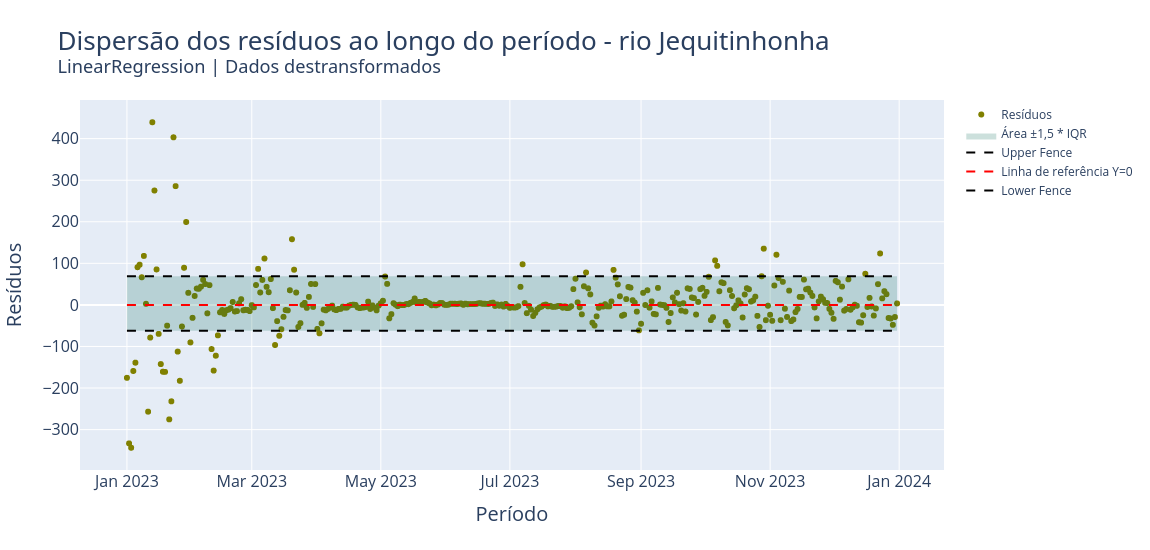 Dispersão dos resíduos ao longo do período - rio Jequitinhonha
LinearRegression | Dados destransformados
Resíduos
400
300
200
100
0
−100
−200
−300
Jan 2023
Mar 2023
May 2023
Jul 2023
Sep 2023
Nov 2023
Jan 2024
Período
Resíduos
Área ±1,5 * IQR
Upper Fence
Linha de referência Y=0
Lower Fence